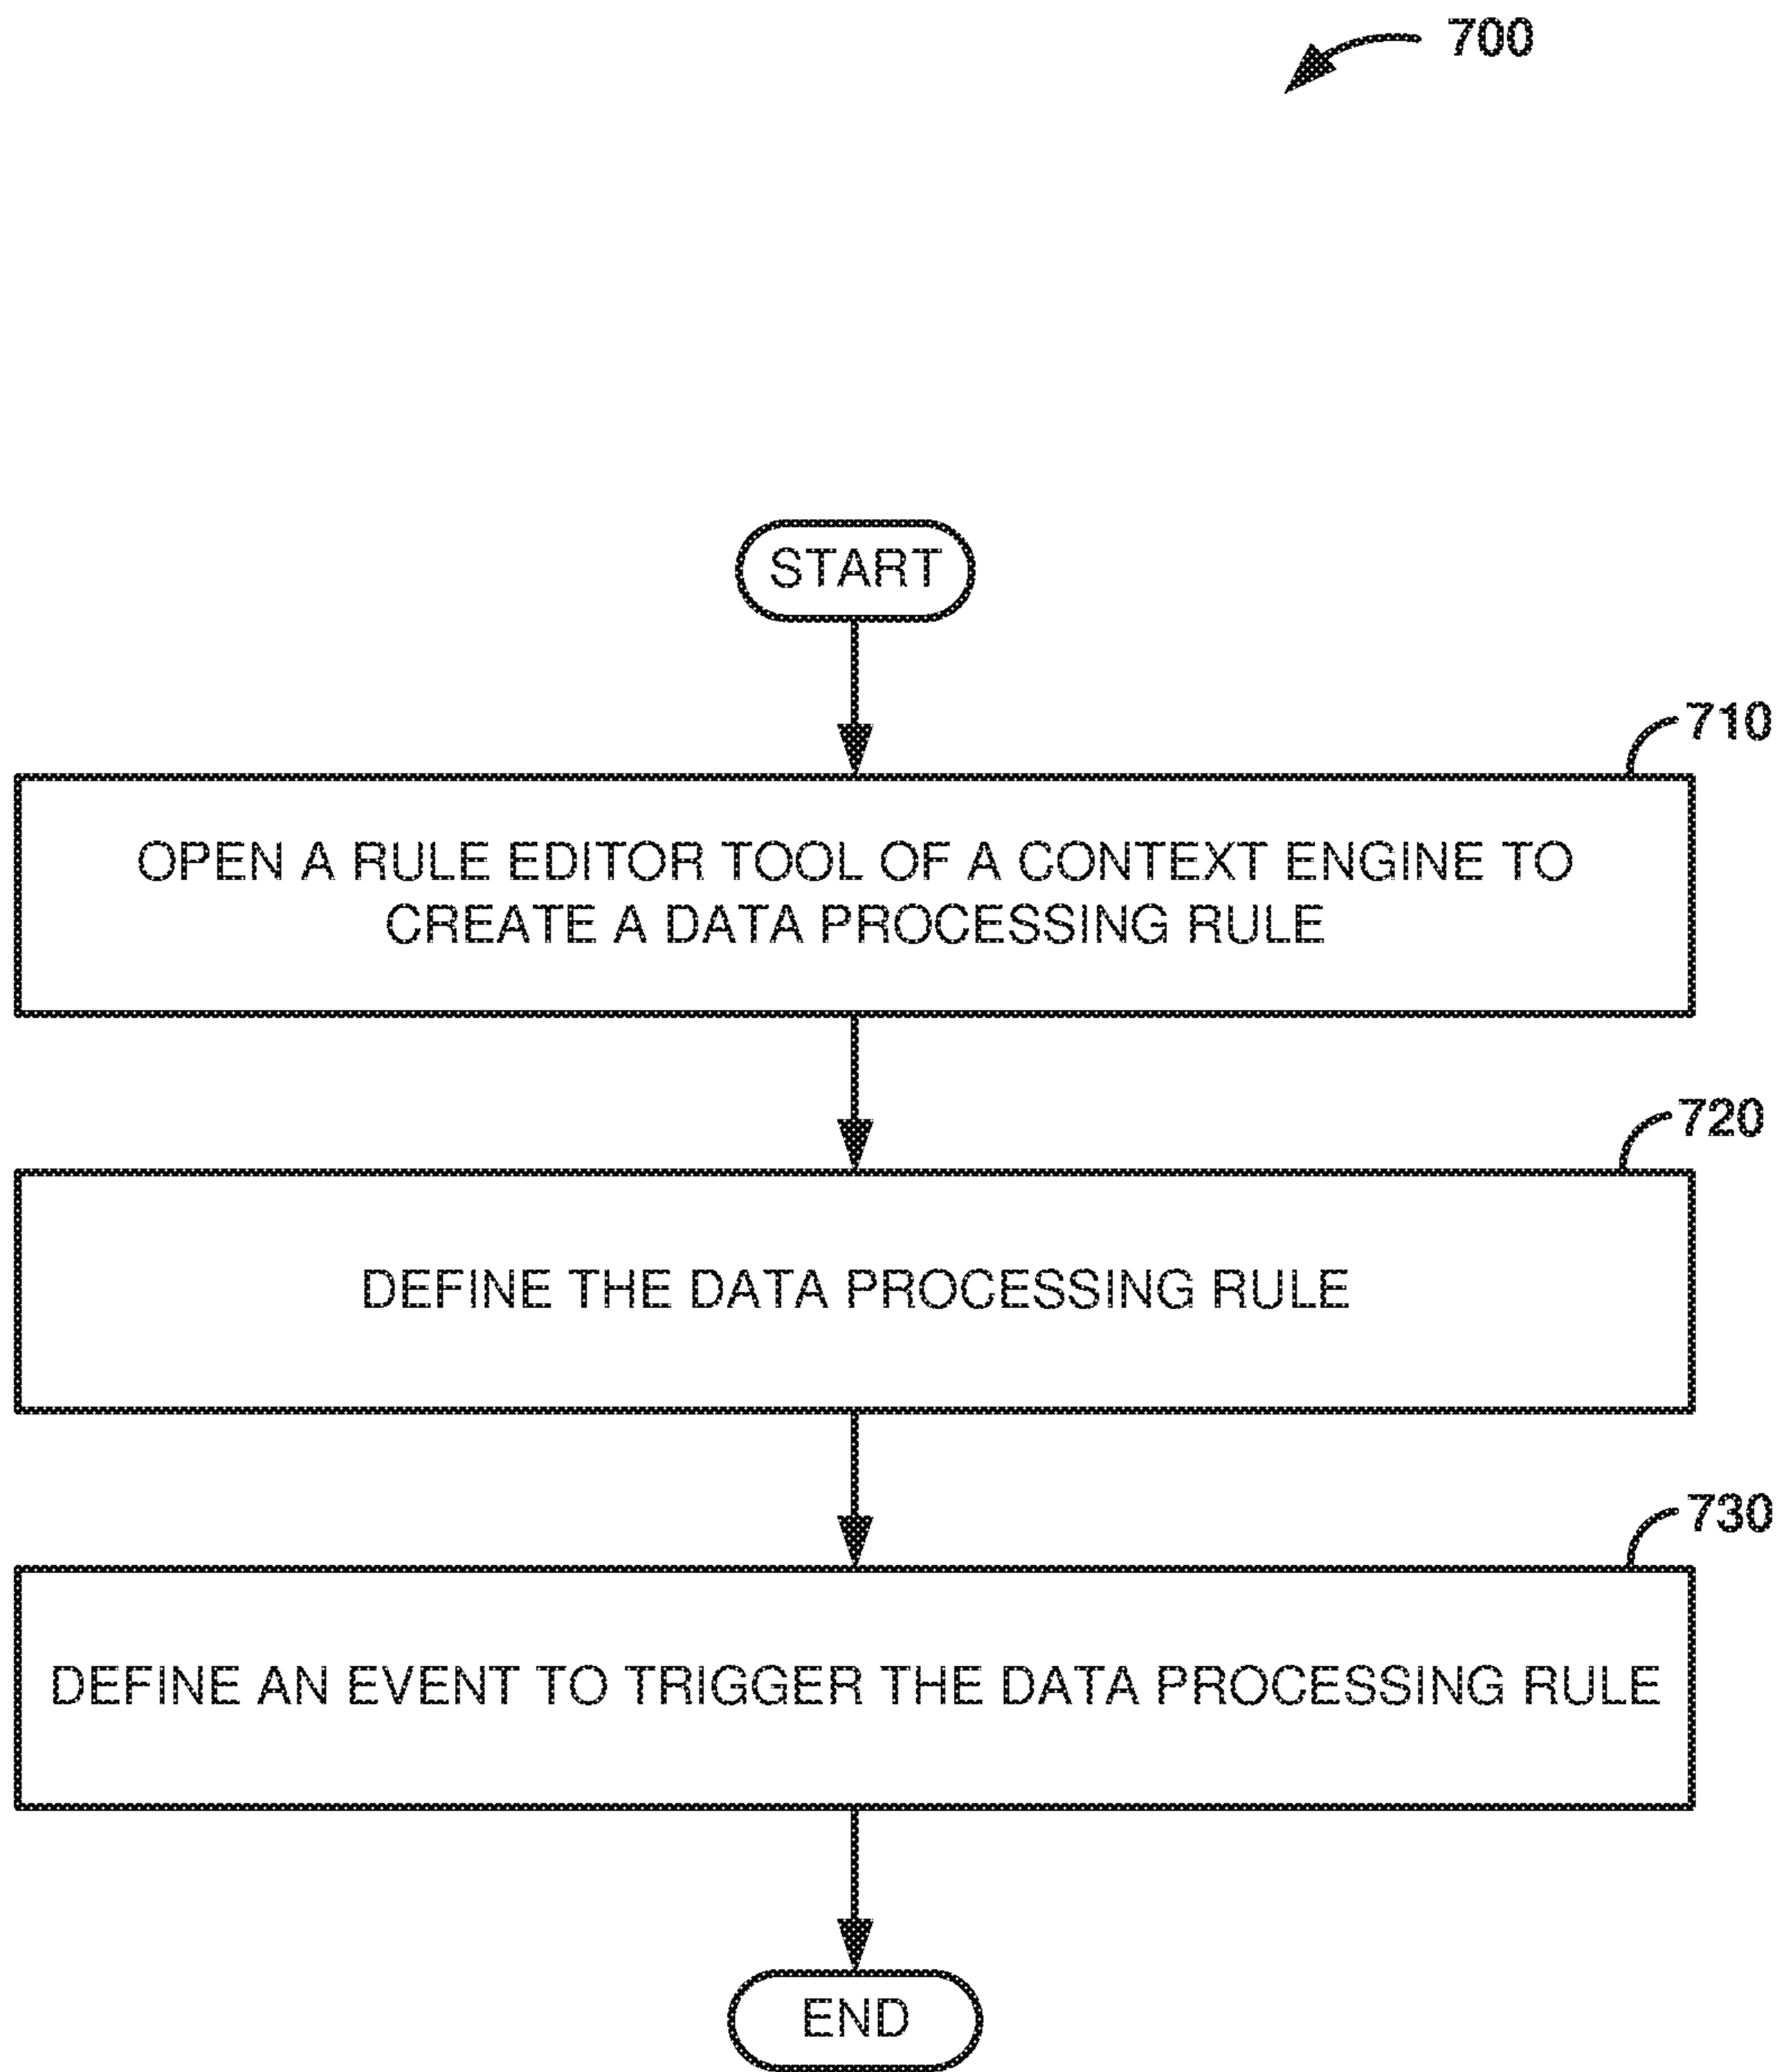 700
START
710
OPEN A RULE EDITOR TOOL OF A CONTEXT ENGINE TO
CREATE A DATA PROCESSING RULE
720
DEFINE THE DATA PROCESSING RULE
730
DEFINE AN EVENT TO TRIGGER THE DATA PROCESSING RULE
END